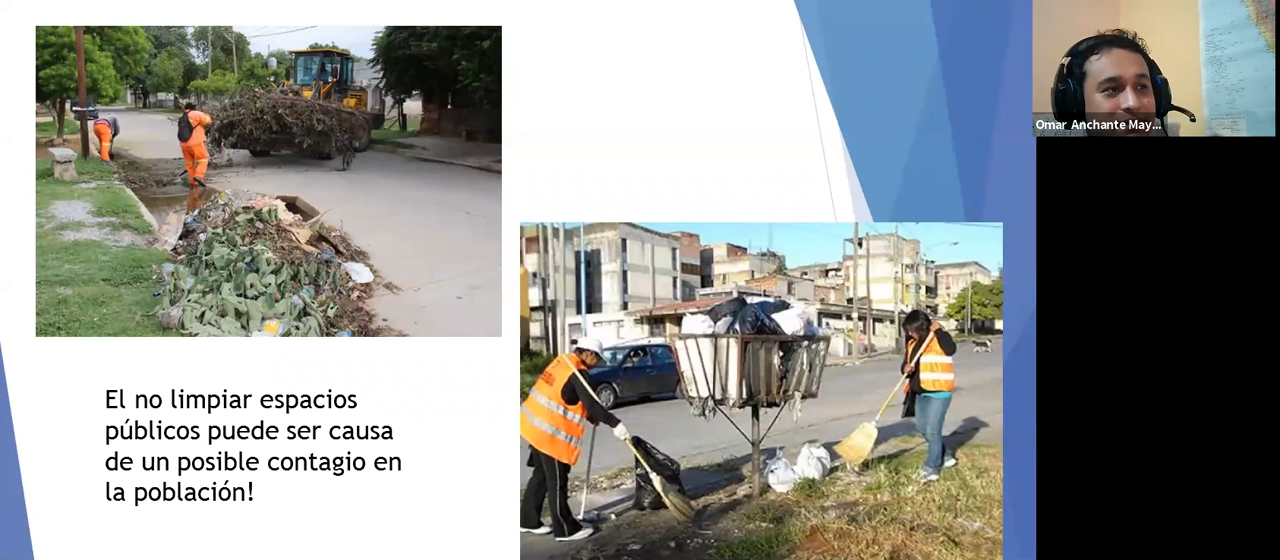 El no limpiar espacios
públicos puede ser causa
de un posible contagio en
la población!
Omar Anchante May...